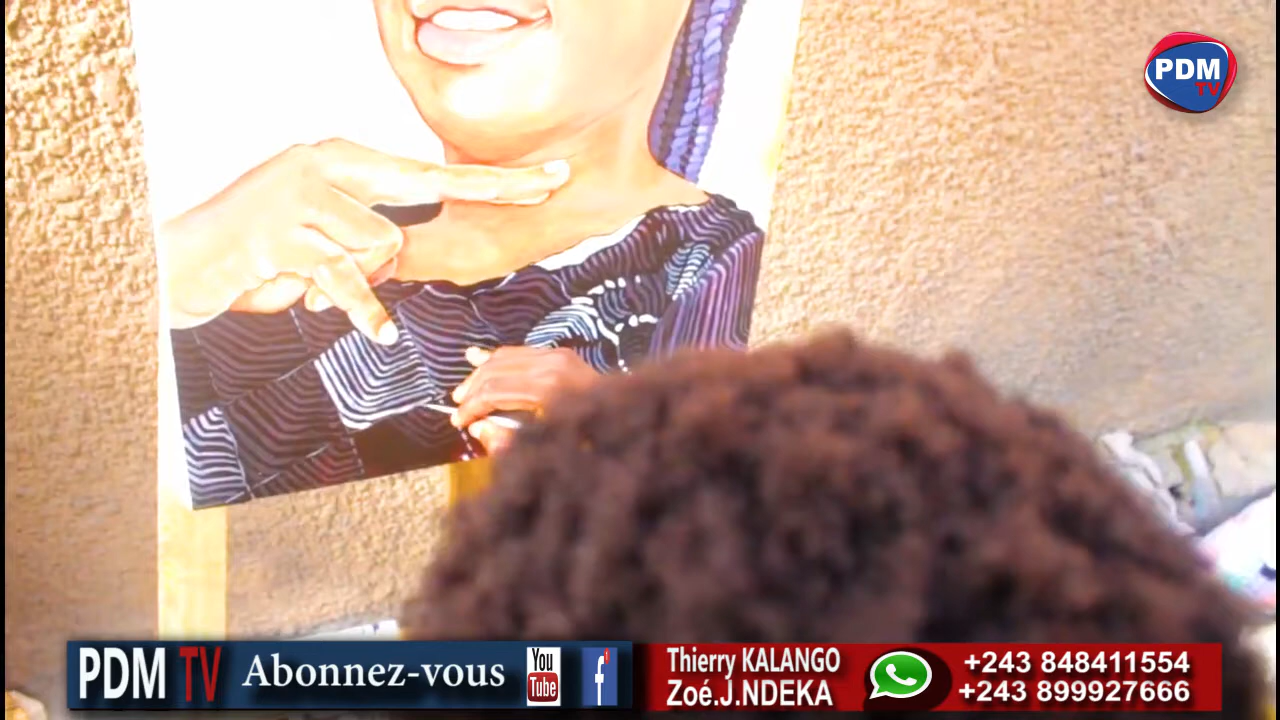 PDM
TV
PDM TV Abonnez-vous You Tube f
Thierry KALANGO +243 848411554
Zoé.J.NDEKA +243 899927666